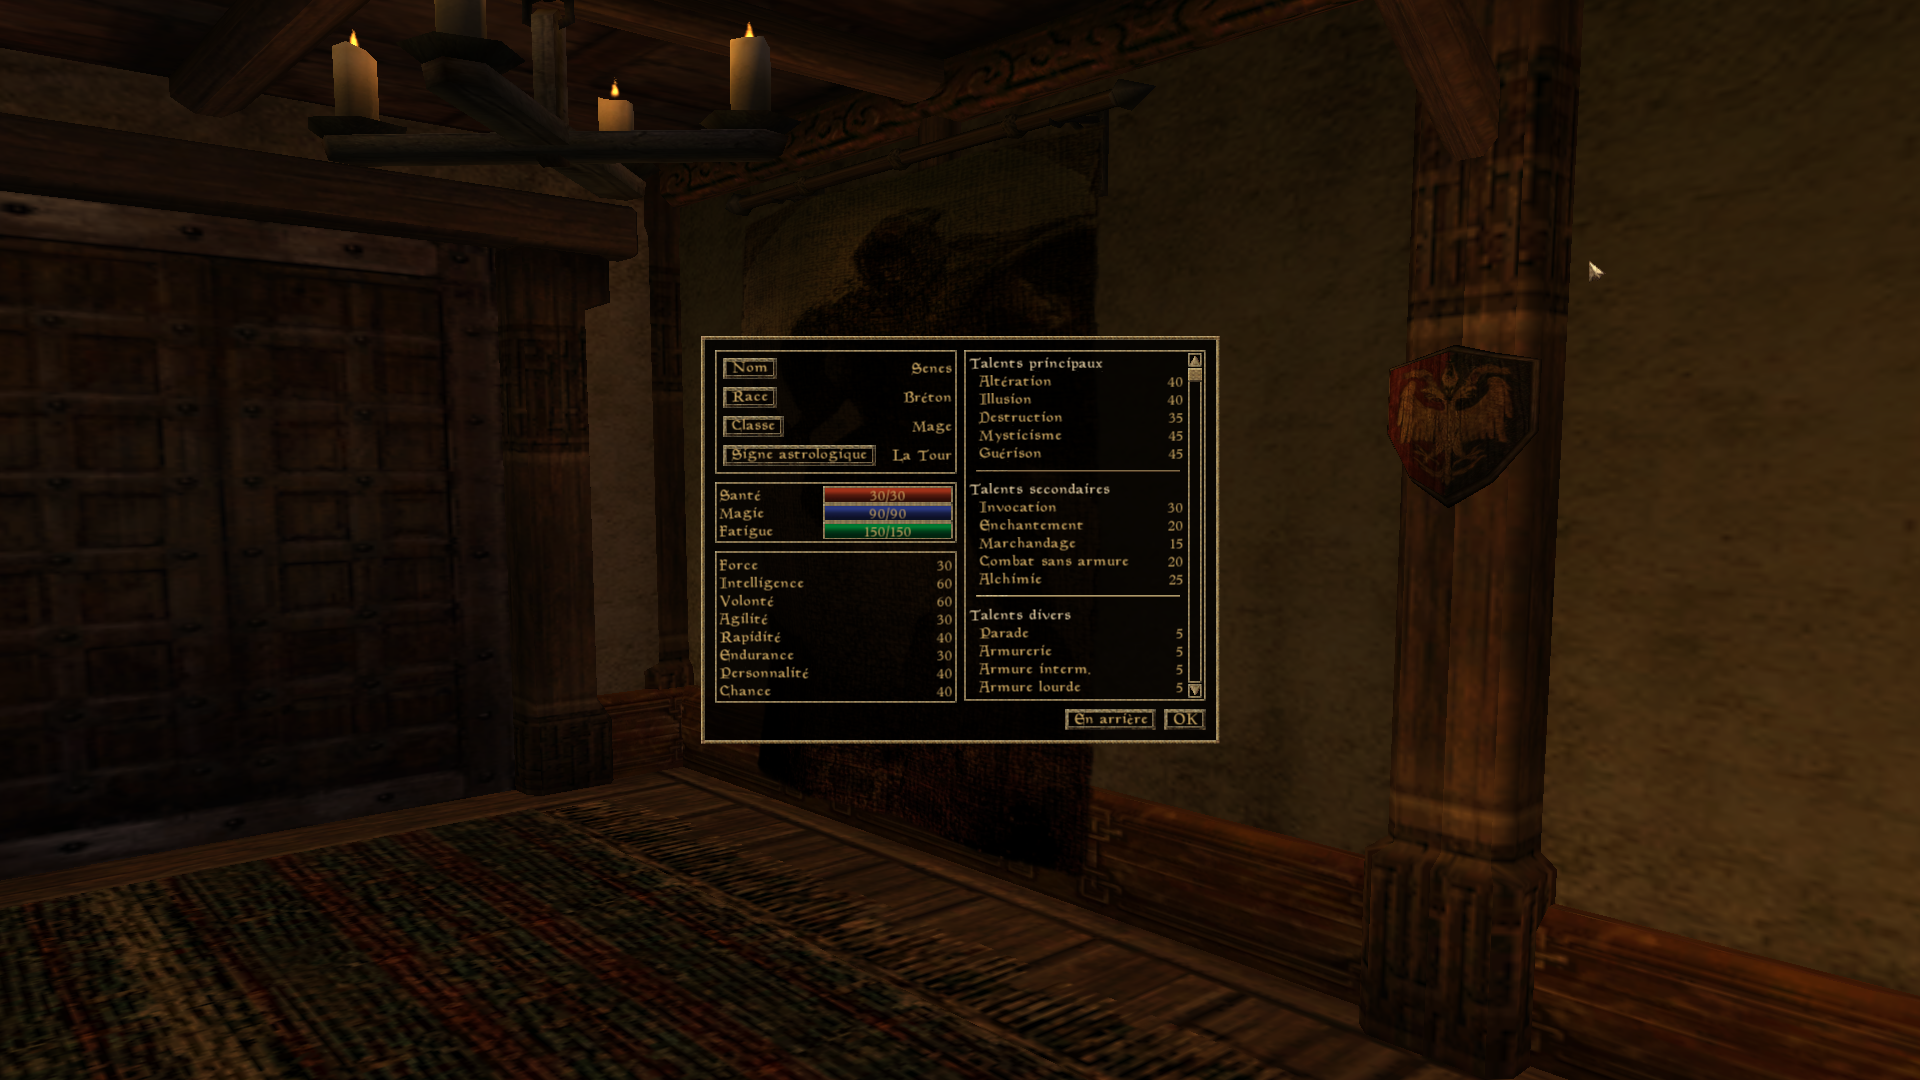 Nom Senes
Race Bréton
Classe Mage
Signe astrologique La Tour
Santé 30/30
Magie 90/90
Fatigue 150/150
Force 30
Intelligence 60
Volonté 60
Agilité 30
Rapidité 40
Endurance 30
Personnalité 40
Chance 40
Talents principaux
Altération 40
Illusion 40
Destruction 35
Mysticisme 45
Guérison 45
Talents secondaires
Invocation 30
Enchantement 20
Marchandage 15
Combat sans armure 20
Alchimie 25
Talents divers
Parade 5
Armurerie 5
Armure interm. 5
Armure lourde 5
En arrière OK